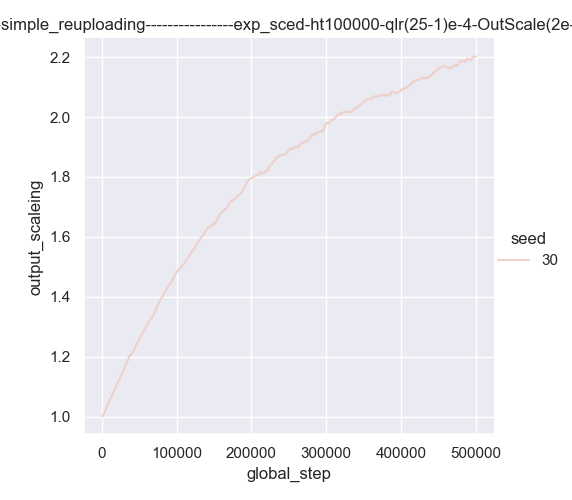 -simple_reuploading----------------exp_sced-ht100000-qlr(25-1)e-4-OutScale(2e-
2.2
2.0
1.8
1.6
1.4
1.2
1.0
output_scaleing
0 100000 200000 300000 400000 500000
global_step
seed
30